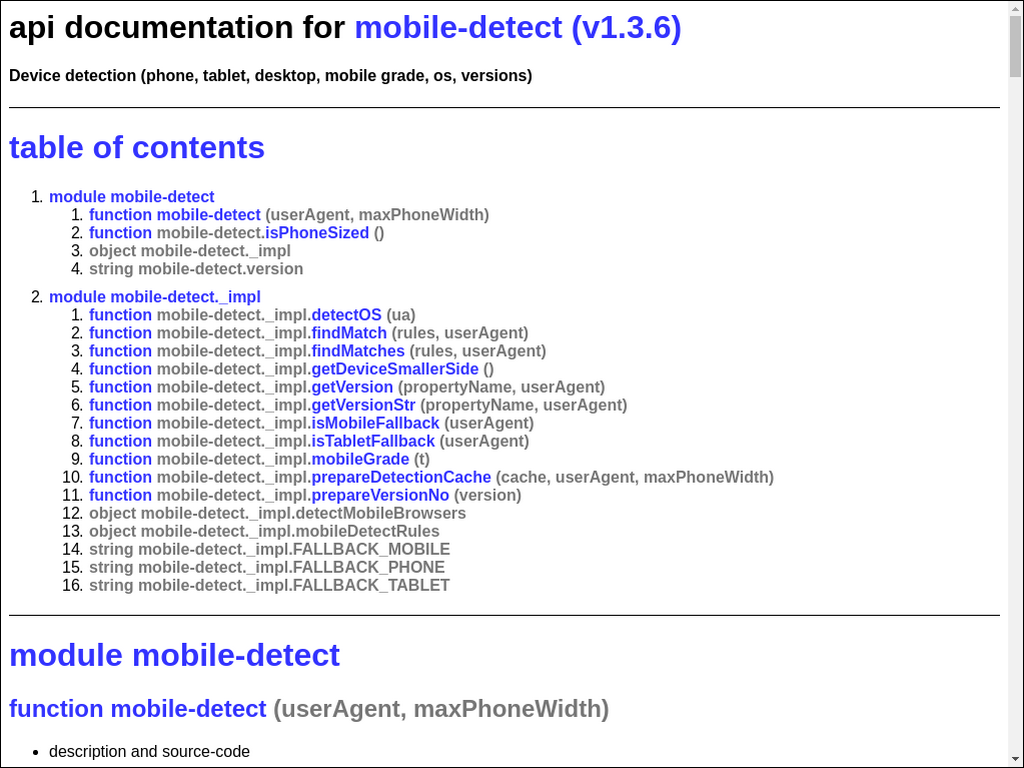 api documentation for mobile-detect (v1.3.6)
Device detection (phone, tablet, desktop, mobile grade, os, versions)
table of contents
1. module mobile-detect
1. function mobile-detect (userAgent, maxPhoneWidth)
2. function mobile-detect.isPhoneSized ()
3. object mobile-detect._impl
4. string mobile-detect.version
2. module mobile-detect._impl
1. function mobile-detect._impl.detectOS (ua)
2. function mobile-detect._impl.findMatch (rules, userAgent)
3. function mobile-detect._impl.findMatches (rules, userAgent)
4. function mobile-detect._impl.getDeviceSmallerSide ()
5. function mobile-detect._impl.getVersion (propertyName, userAgent)
6. function mobile-detect._impl.getVersionStr (propertyName, userAgent)
7. function mobile-detect._impl.isMobileFallback (userAgent)
8. function mobile-detect._impl.isTabletFallback (userAgent)
9. function mobile-detect._impl.mobileGrade (t)
10. function mobile-detect._impl.prepareDetectionCache (cache, userAgent, maxPhoneWidth)
11. function mobile-detect._impl.prepareVersionNo (version)
12. object mobile-detect._impl.detectMobileBrowsers
13. object mobile-detect._impl.mobileDetectRules
14. string mobile-detect._impl.FALLBACK_MOBILE
15. string mobile-detect._impl.FALLBACK_PHONE
16. string mobile-detect._impl.FALLBACK_TABLET
module mobile-detect
function mobile-detect (userAgent, maxPhoneWidth)
• description and source-code